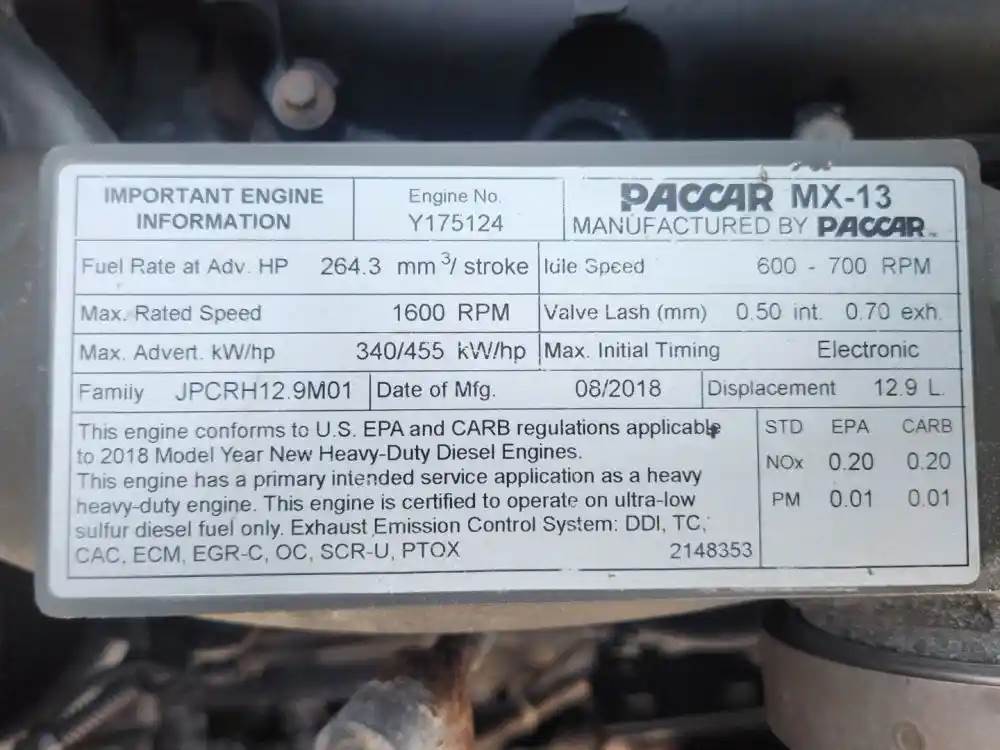 IMPORTANT ENGINE INFORMATION
Engine No. Y175124
PACCAR MX-13
MANUFACTURED BY PACCAR
Fuel Rate at Adv. HP 264.3 mm³/ stroke
Idle Speed 600 - 700 RPM
Max. Rated Speed 1600 RPM
Valve Lash (mm) 0.50 int. 0.70 exh.
Max. Advert. kW/hp 340/455 kW/hp
Max. Initial Timing Electronic
Family JPCRH12.9M01
Date of Mfg. 08/2018
Displacement 12.9 L.
This engine conforms to U.S. EPA and CARB regulations applicable
to 2018 Model Year New Heavy-Duty Diesel Engines.
This engine has a primary intended service application as a heavy
heavy-duty engine. This engine is certified to operate on ultra-low
sulfur diesel fuel only. Exhaust Emission Control System: DDI, TC,
CAC, ECM, EGR-C, OC, SCR-U, PTOX 2148353
STD EPA CARB
NOx 0.20 0.20
PM 0.01 0.01